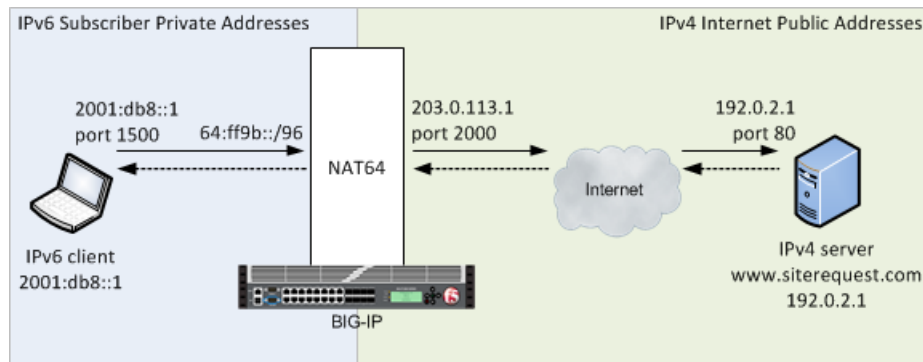 IPv6 Subscriber Private Addresses
IPv4 Internet Public Addresses
2001:db8::1
port 1500
64:ff9b::/96
NAT64
203.0.113.1
port 2000
Internet
192.0.2.1
port 80
IPv6 client
2001:db8::1
IPv4 server
www.siterequest.com
192.0.2.1
BIG-IP